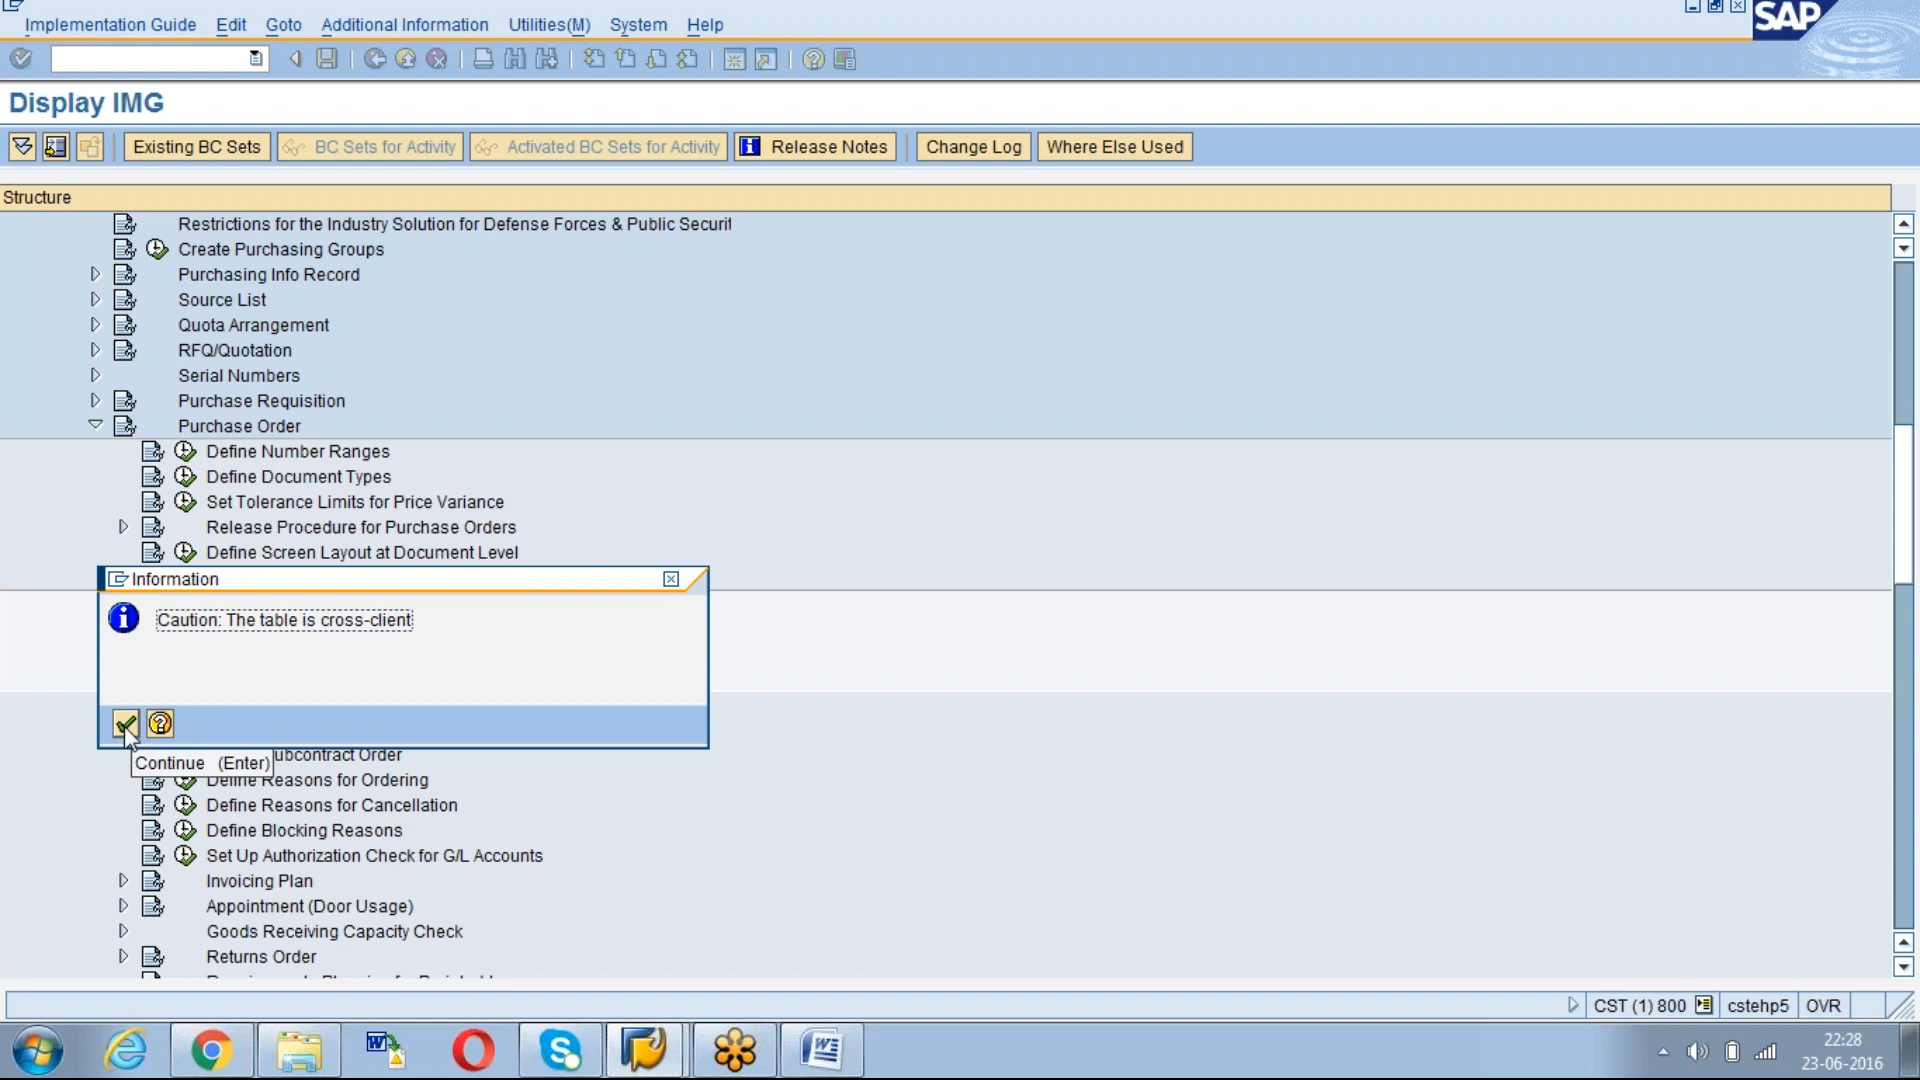 Implementation Guide Edit Goto Additional Information Utilities(M) System Help
SAP
Display IMG
Existing BC Sets BC Sets for Activity Activated BC Sets for Activity Release Notes Change Log Where Else Used
Structure
Restrictions for the Industry Solution for Defense Forces & Public Securit
Create Purchasing Groups
Purchasing Info Record
Source List
Quota Arrangement
RFQ/Quotation
Serial Numbers
Purchase Requisition
Purchase Order
Define Number Ranges
Define Document Types
Set Tolerance Limits for Price Variance
Release Procedure for Purchase Orders
Define Screen Layout at Document Level
Information
Caution: The table is cross-client
ubcontract Order
Continue (Enter)
Define Reasons for Ordering
Define Reasons for Cancellation
Define Blocking Reasons
Set Up Authorization Check for G/L Accounts
Invoicing Plan
Appointment (Door Usage)
Goods Receiving Capacity Check
Returns Order
CST (1) 800 cstehp5 OVR
22:28
23-06-2016